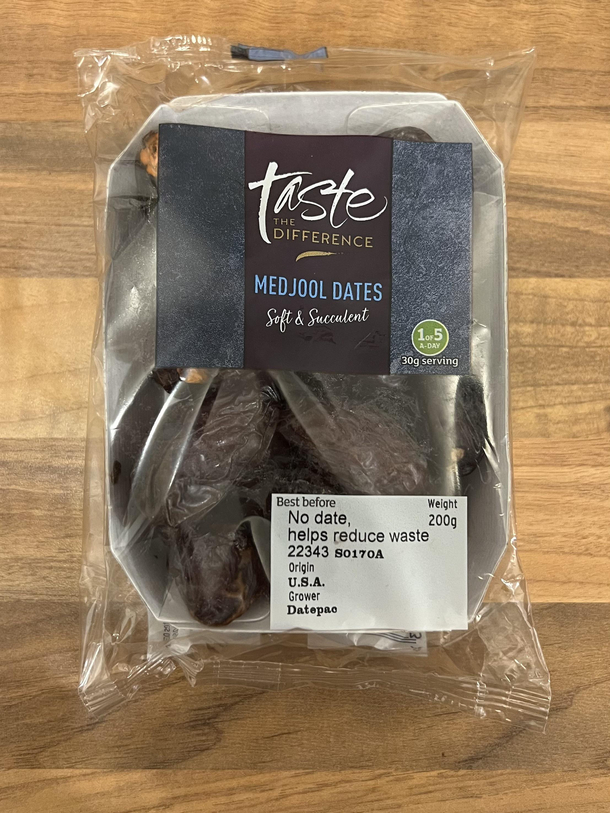 taste
THE
DIFFERENCE
MEDJOOL DATES
Soft & Succulent
1 OF 5
A-DAY
30g serving
Best before
Weight
No date,
200g
helps reduce waste
22343 S0170A
Origin
U.S.A.
Grower
Datepac